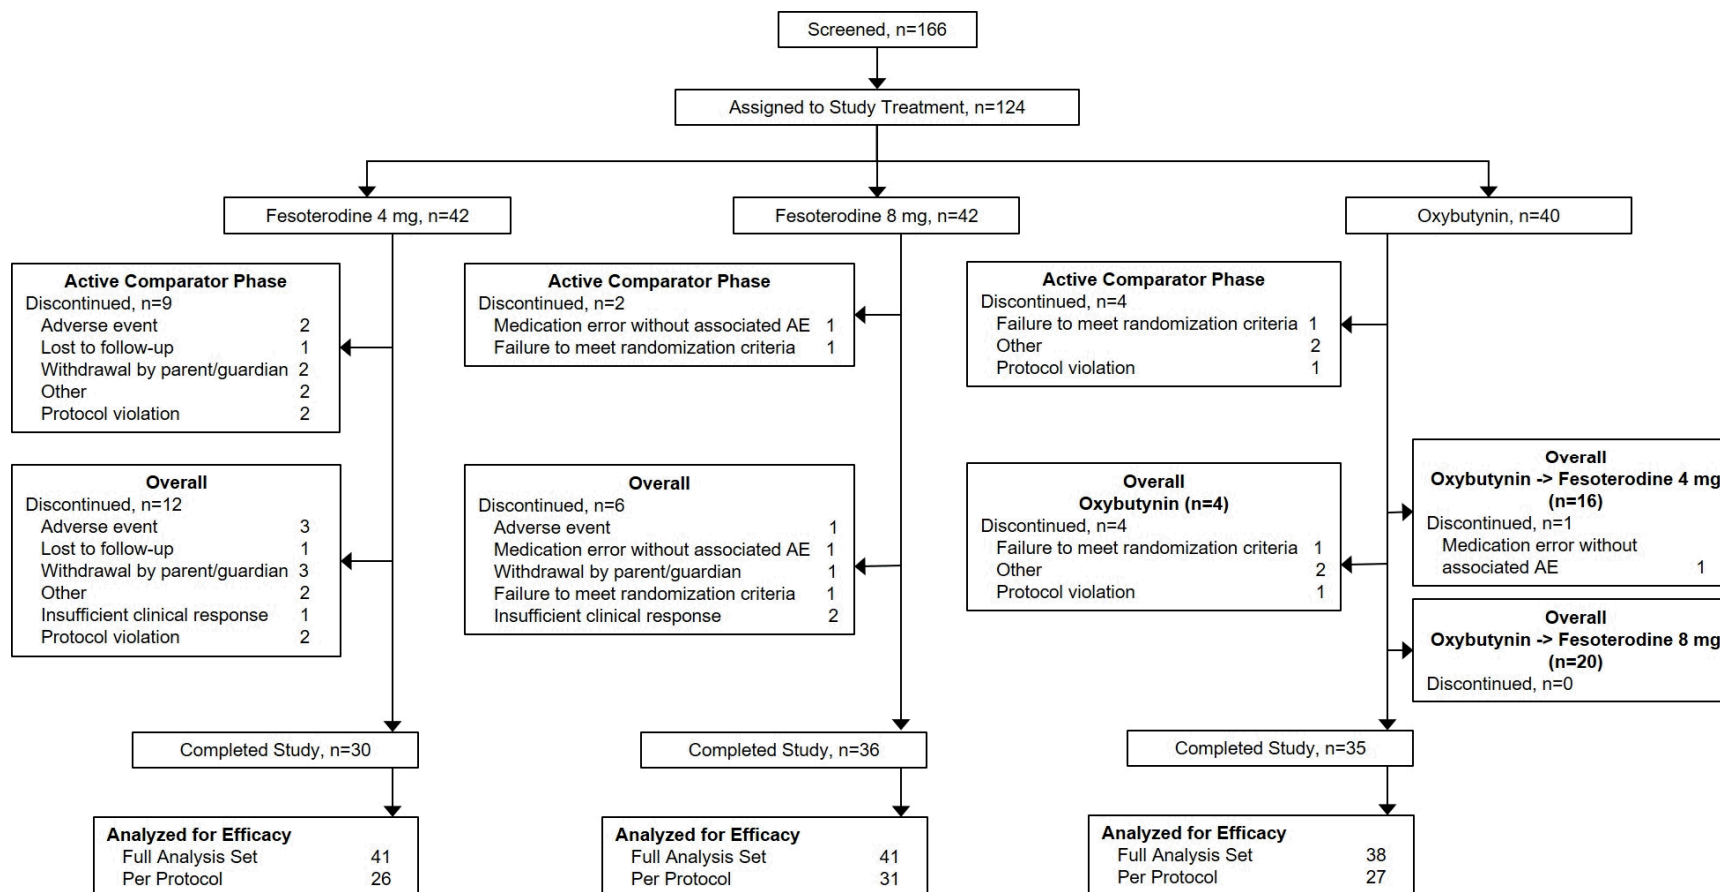 Screened, n=166
Assigned to Study Treatment, n=124
Fesoterodine 4 mg, n=42
Fesoterodine 8 mg, n=42
Oxybutynin, n=40
Active Comparator Phase
Discontinued, n=9
Adverse event 2
Lost to follow-up 1
Withdrawal by parent/guardian 2
Other 2
Protocol violation 2
Active Comparator Phase
Discontinued, n=2
Medication error without associated AE 1
Failure to meet randomization criteria 1
Active Comparator Phase
Discontinued, n=4
Failure to meet randomization criteria 1
Other 2
Protocol violation 1
Overall
Discontinued, n=12
Adverse event 3
Lost to follow-up 1
Withdrawal by parent/guardian 3
Other 2
Insufficient clinical response 1
Protocol violation 2
Overall
Discontinued, n=6
Adverse event 1
Medication error without associated AE 1
Withdrawal by parent/guardian 1
Failure to meet randomization criteria 1
Insufficient clinical response 2
Overall
Oxybutynin (n=4)
Discontinued, n=4
Failure to meet randomization criteria 1
Other 2
Protocol violation 1
Overall
Oxybutynin -> Fesoterodine 4 mg
(n=16)
Discontinued, n=1
Medication error without
associated AE 1
Overall
Oxybutynin -> Fesoterodine 8 mg
(n=20)
Discontinued, n=0
Completed Study, n=30
Completed Study, n=36
Completed Study, n=35
Analyzed for Efficacy
Full Analysis Set 41
Per Protocol 26
Analyzed for Efficacy
Full Analysis Set 41
Per Protocol 31
Analyzed for Efficacy
Full Analysis Set 38
Per Protocol 27